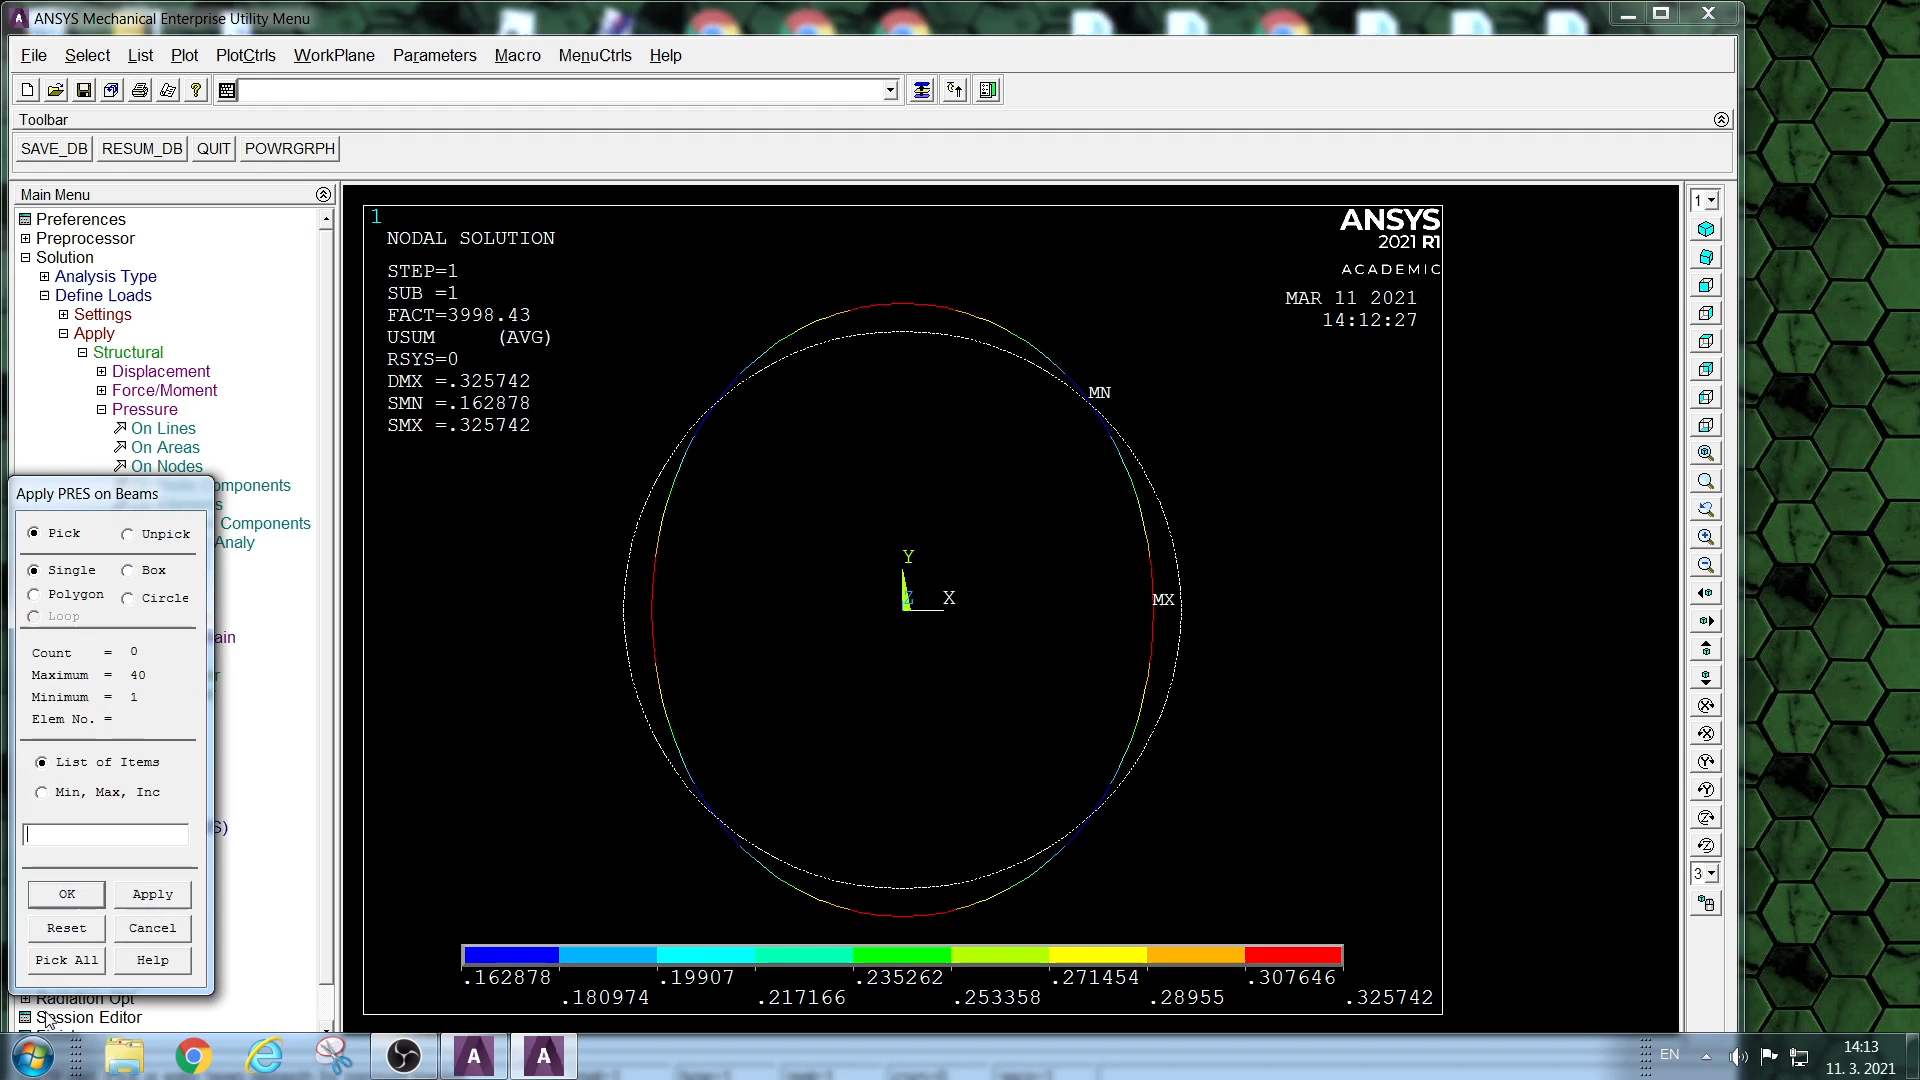 ANSYS Mechanical Enterprise Utility Menu
File Select List Plot PlotCtrls WorkPlane Parameters Macro MenuCtrls Help
Toolbar
SAVE_DB RESUM_DB QUIT POWRGRPH
Main Menu
Preferences
Preprocessor
Solution
Analysis Type
Define Loads
Settings
Apply
Structural
Displacement
Force/Moment
Pressure
On Lines
On Areas
On Nodes
omponents
Components
Analy
ain
S)
Radiation Opt
Session Editor
Apply PRES on Beams
Pick Unpick
Single Box
Polygon Circle
Loop
Count = 0
Maximum = 40
Minimum = 1
Elem No. =
List of Items
Min, Max, Inc
OK Apply
Reset Cancel
Pick All Help
1
NODAL SOLUTION
STEP=1
SUB =1
FACT=3998.43
USUM (AVG)
RSYS=0
DMX =.325742
SMN =.162878
SMX =.325742
ANSYS
2021 R1
ACADEMIC
MAR 11 2021
14:12:27
MN
MX
Y
Z X
.162878 .19907 .235262 .271454 .307646
.180974 .217166 .253358 .28955 .325742
1
3
EN
14:13
11. 3. 2021